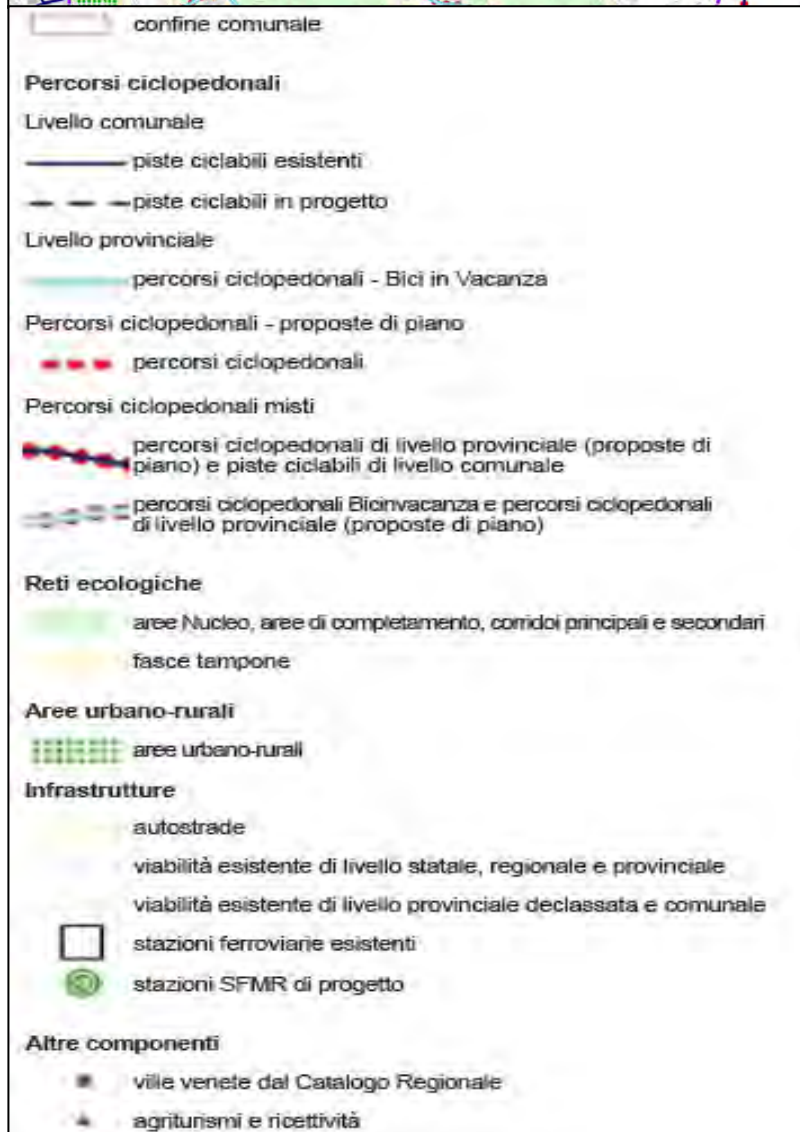 confine comunale
Percorsi ciclopedonali
Livello comunale
piste ciclabili esistenti
piste ciclabili in progetto
Livello provinciale
percorsi ciclopedonali - Bici in Vacanza
Percorsi ciclopedonali - proposte di piano
percorsi ciclopedonali
Percorsi ciclopedonali misti
percorsi ciclopedonali di livello provinciale (proposte di
piano) e piste ciclabili di livello comunale
percorsi ciclopedonali Bicinvacanza e percorsi ciclopedonali
di livello provinciale (proposte di piano)
Reti ecologiche
aree Nucleo, aree di completamento, corridoi principali e secondari
fasce tampone
Aree urbano-rurali
aree urbano-rurali
Infrastrutture
autostrade
viabilità esistente di livello statale, regionale e provinciale
viabilità esistente di livello provinciale declassata e comunale
stazioni ferroviarie esistenti
stazioni SFMR di progetto
Altre componenti
ville venete dal Catalogo Regionale
agriturismi e ricettività